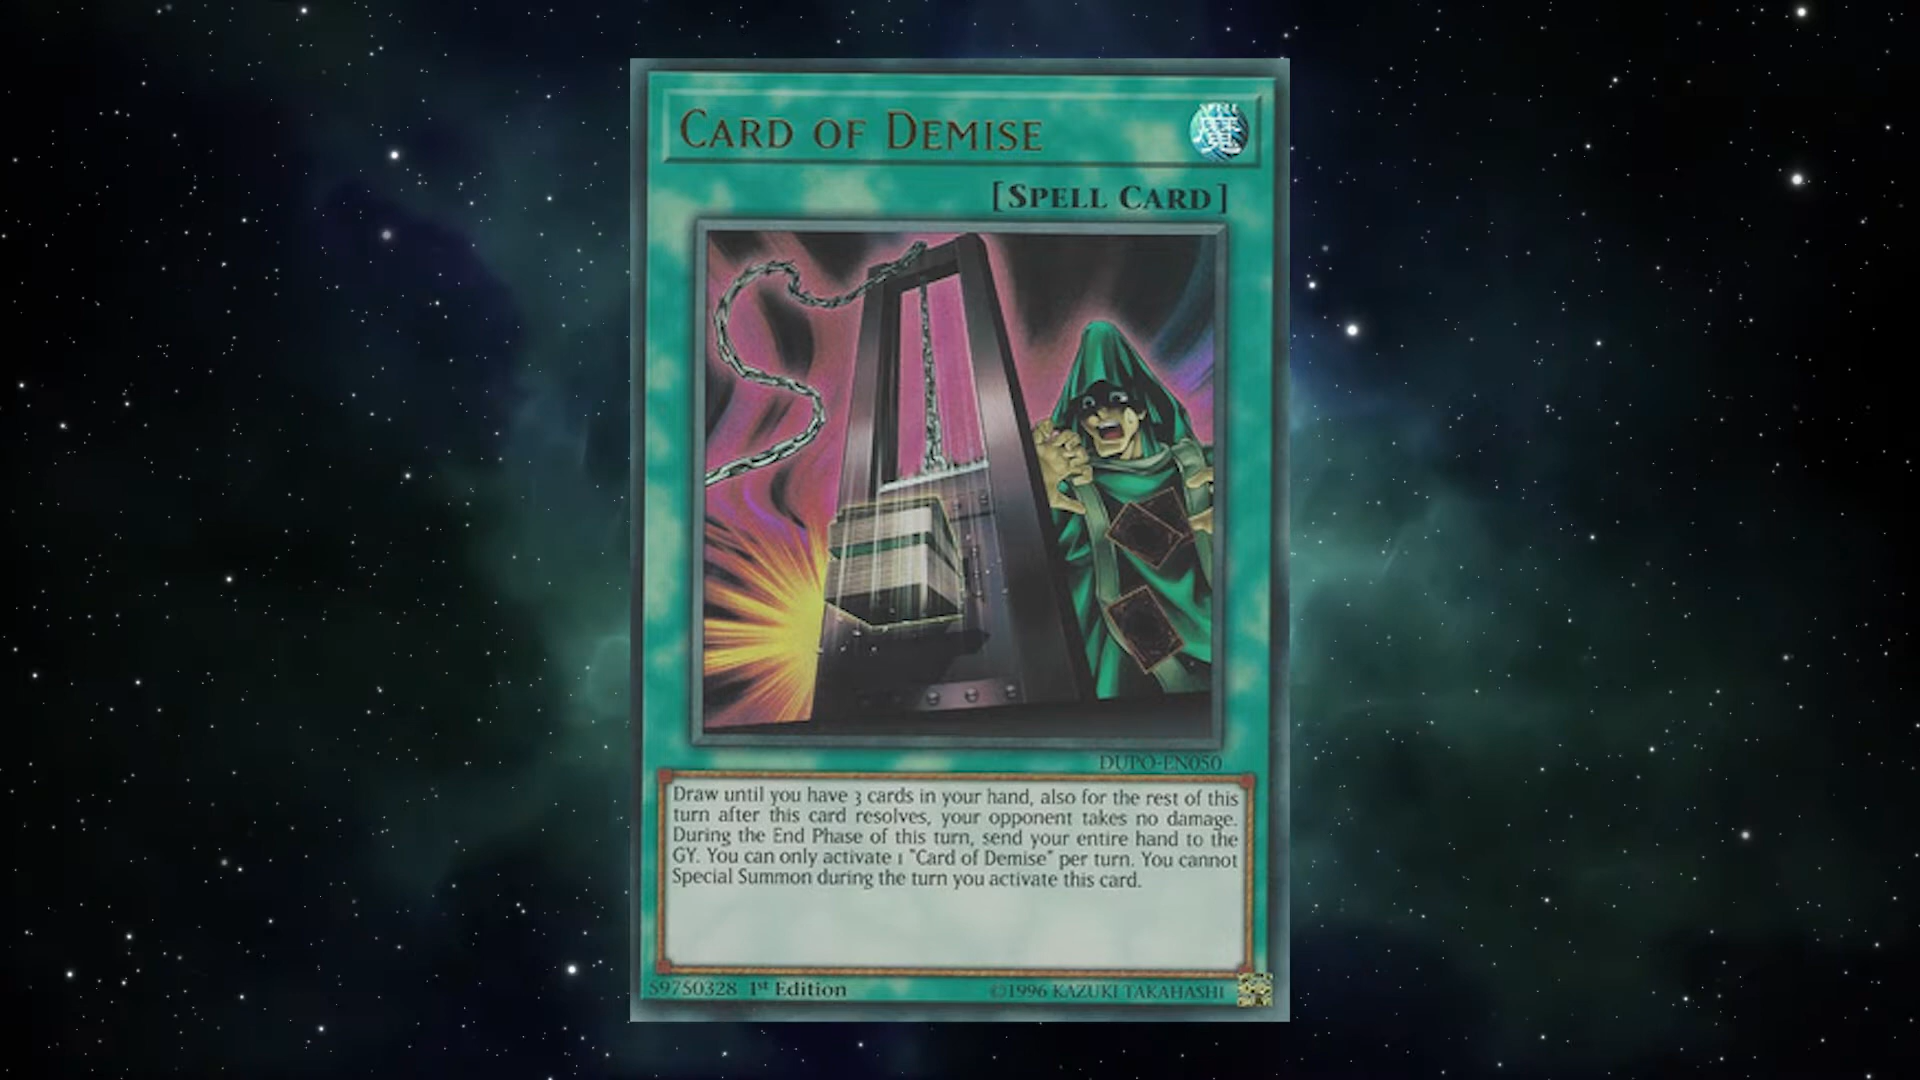 CARD OF DEMISE
SPELL
魔
[SPELL CARD]
DUPO-EN050
Draw until you have 3 cards in your hand, also for the rest of this
turn after this card resolves, your opponent takes no damage.
During the End Phase of this turn, send your entire hand to the
GY. You can only activate 1 "Card of Demise" per turn. You cannot
Special Summon during the turn you activate this card.
59750328 1st Edition
©1996 KAZUKI TAKAHASHI